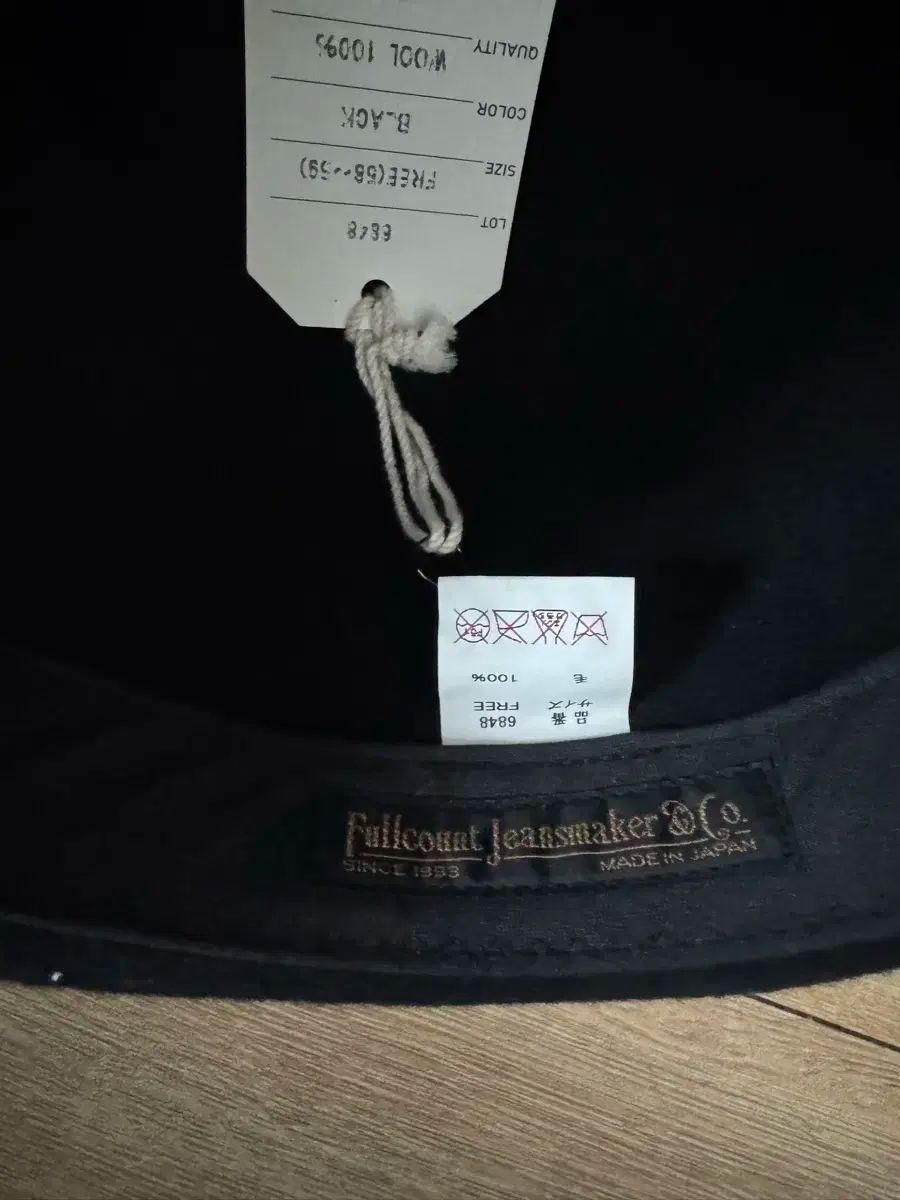 LOT 6848
SIZE FREE(58~59)
COLOR BLACK
QUALITY WOOL 100%
品番 6848
サイズ FREE
毛 100%
Fullcount Jeansmaker & Co.
SINCE 1993
MADE IN JAPAN